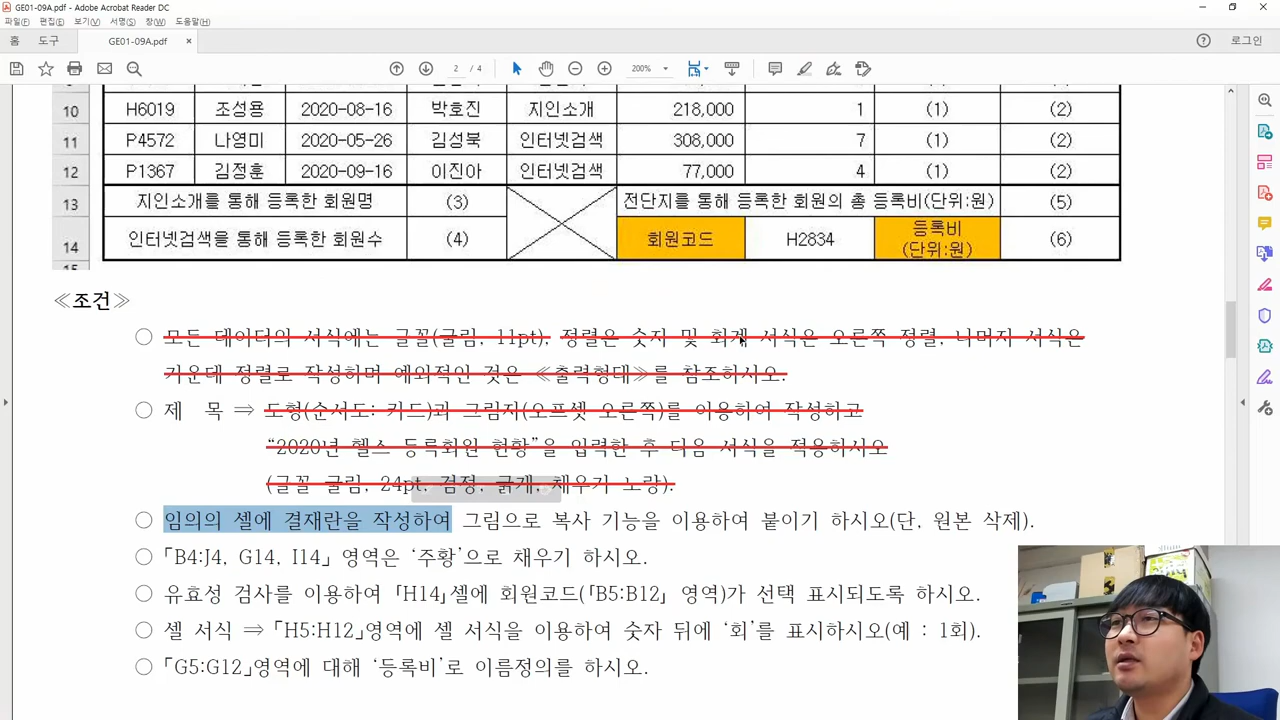 GE01-09A.pdf - Adobe Acrobat Reader DC
파일(F) 편집(E) 보기(V) 서명(S) 창(W) 도움말(H)
홈 도구 GE01-09A.pdf × 로그인
2 / 4 200%
10 H6019 조성용 2020-08-16 박호진 지인소개 218,000 1 (1) (2)
11 P4572 나영미 2020-05-26 김성북 인터넷검색 308,000 7 (1) (2)
12 P1367 김정훈 2020-09-16 이진아 인터넷검색 77,000 4 (1) (2)
13 지인소개를 통해 등록한 회원명 (3) 전단지를 통해 등록한 회원의 총 등록비(단위:원) (5)
14 인터넷검색을 통해 등록한 회원수 (4) 회원코드 H2834 등록비 (단위:원) (6)
15
≪조건≫
○ 모든 데이터의 서식에는 글꼴(굴림, 11pt), 정렬은 숫자 및 회계 서식은 오른쪽 정렬, 나머지 서식은
가운데 정렬로 작성하며 예외적인 것은 ≪출력형태≫를 참조하시오.
○ 제 목 ⇒ 도형(순서도: 카드)과 그림자(오프셋 오른쪽)를 이용하여 작성하고
“2020년 헬스 등록회원 현황”을 입력한 후 다음 서식을 적용하시오
(글꼴 굴림, 24pt, 검정, 굵게, 채우기 노랑).
○ 임의의 셀에 결재란을 작성하여 그림으로 복사 기능을 이용하여 붙이기 하시오(단, 원본 삭제).
○ 「B4:J4, G14, I14」 영역은 ‘주황’으로 채우기 하시오.
○ 유효성 검사를 이용하여 「H14」셀에 회원코드(「B5:B12」 영역)가 선택 표시되도록 하시오.
○ 셀 서식 ⇒ 「H5:H12」영역에 셀 서식을 이용하여 숫자 뒤에 ‘회’를 표시하시오(예 : 1회).
○ 「G5:G12」영역에 대해 ‘등록비’로 이름정의를 하시오.